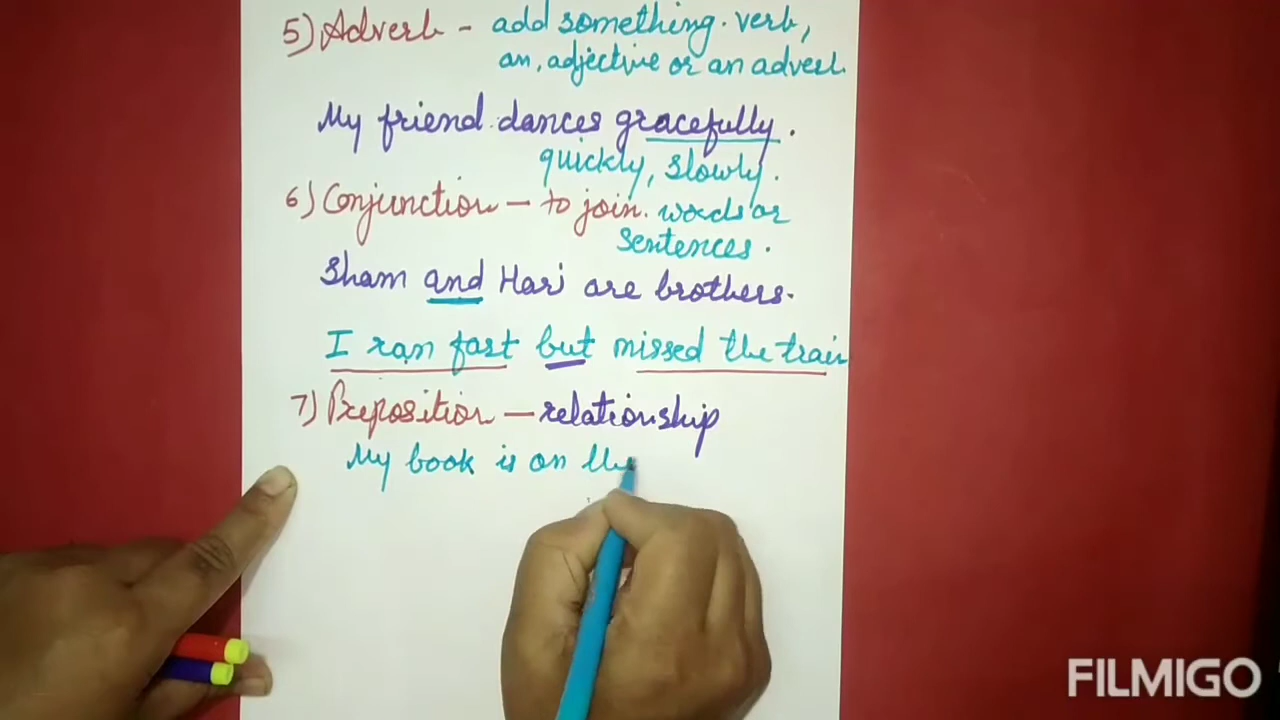 5) Adverb - add something. verb,
an, adjective or an adverb.
My friend dances gracefully.
quickly, slowly.
6) Conjunction - to join. words or
sentences.
Sham and Hari are brothers.
I ran fast but missed the train
7) Preposition - relationship
My book is on the
FILMIGO